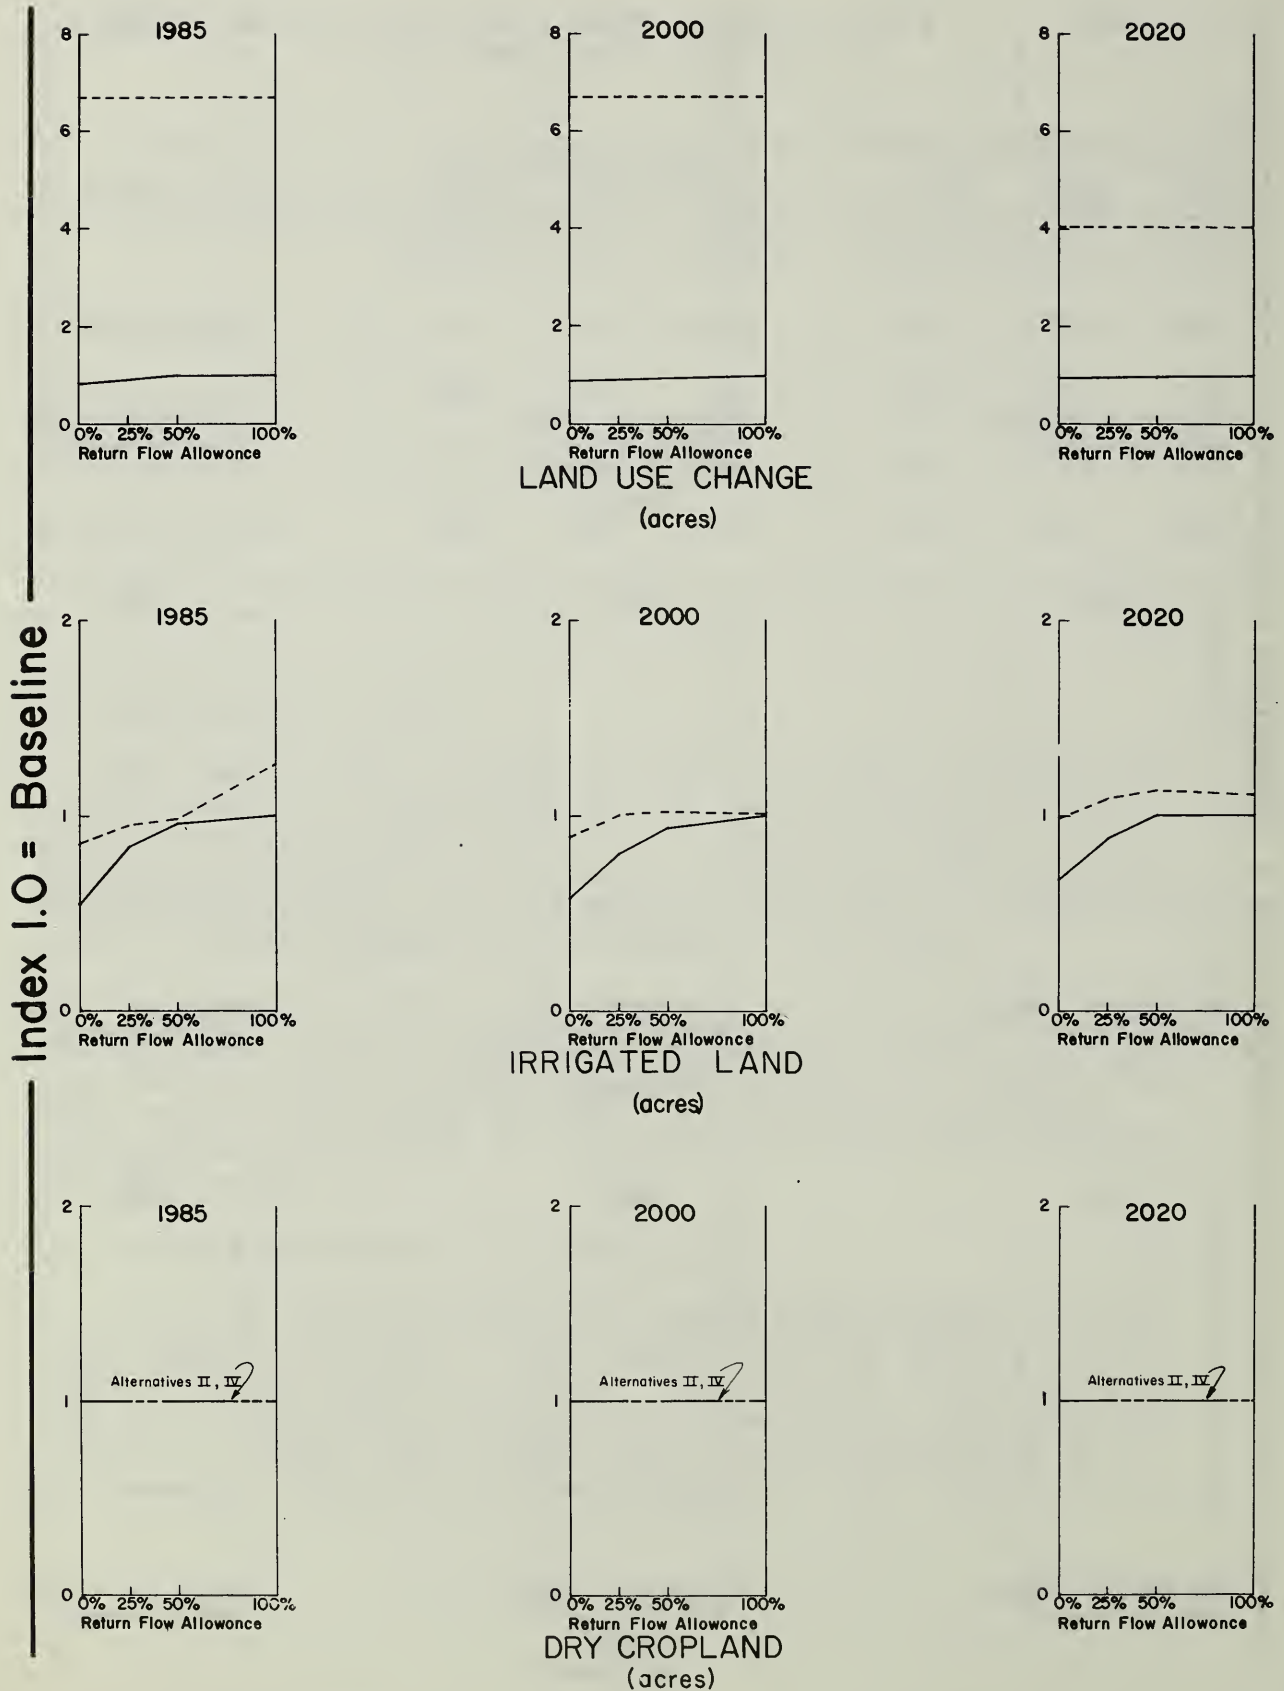 Index 1.0 = Baseline
1985
8
6
4
2
0
0% 25% 50% 100%
Return Flow Allowonce
2000
8
6
4
2
0
0% 25% 50% 100%
Return Flow Allowonce
2020
8
6
4
2
0
0% 25% 50% 100%
Return Flow Allowance
LAND USE CHANGE
(acres)
1985
2
1
0
0% 25% 50% 100%
Return Flow Allowance
2000
2
1
0
0% 25% 50% 100%
Return Flow Allowance
2020
2
1
0
0% 25% 50% 100%
Return Flow Allowance
IRRIGATED LAND
(acres)
1985
2
Alternatives II, IV
1
0
0% 25% 50% 100%
Return Flow Allowonce
2000
2
Alternatives II, IV
1
0
0% 25% 50% 100%
Return Flow Allowonce
2020
2
Alternatives II, IV
1
0
0% 25% 50% 100%
Return Flow Allowance
DRY CROPLAND
(acres)